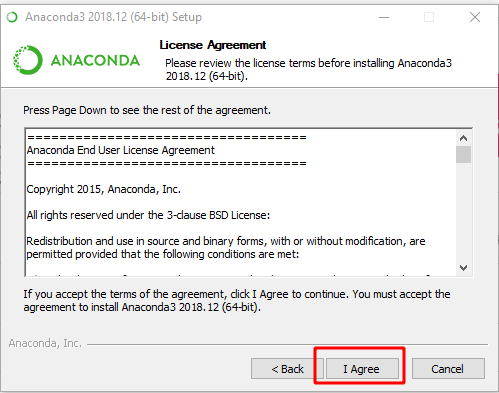 Anaconda3 2018.12 (64-bit) Setup
ANACONDA
License Agreement
Please review the license terms before installing Anaconda3
2018.12 (64-bit).
Press Page Down to see the rest of the agreement.
===================================
Anaconda End User License Agreement
===================================
Copyright 2015, Anaconda, Inc.
All rights reserved under the 3-clause BSD License:
Redistribution and use in source and binary forms, with or without modification, are
permitted provided that the following conditions are met:
If you accept the terms of the agreement, click I Agree to continue. You must accept the
agreement to install Anaconda3 2018.12 (64-bit).
Anaconda, Inc.
< Back
I Agree
Cancel